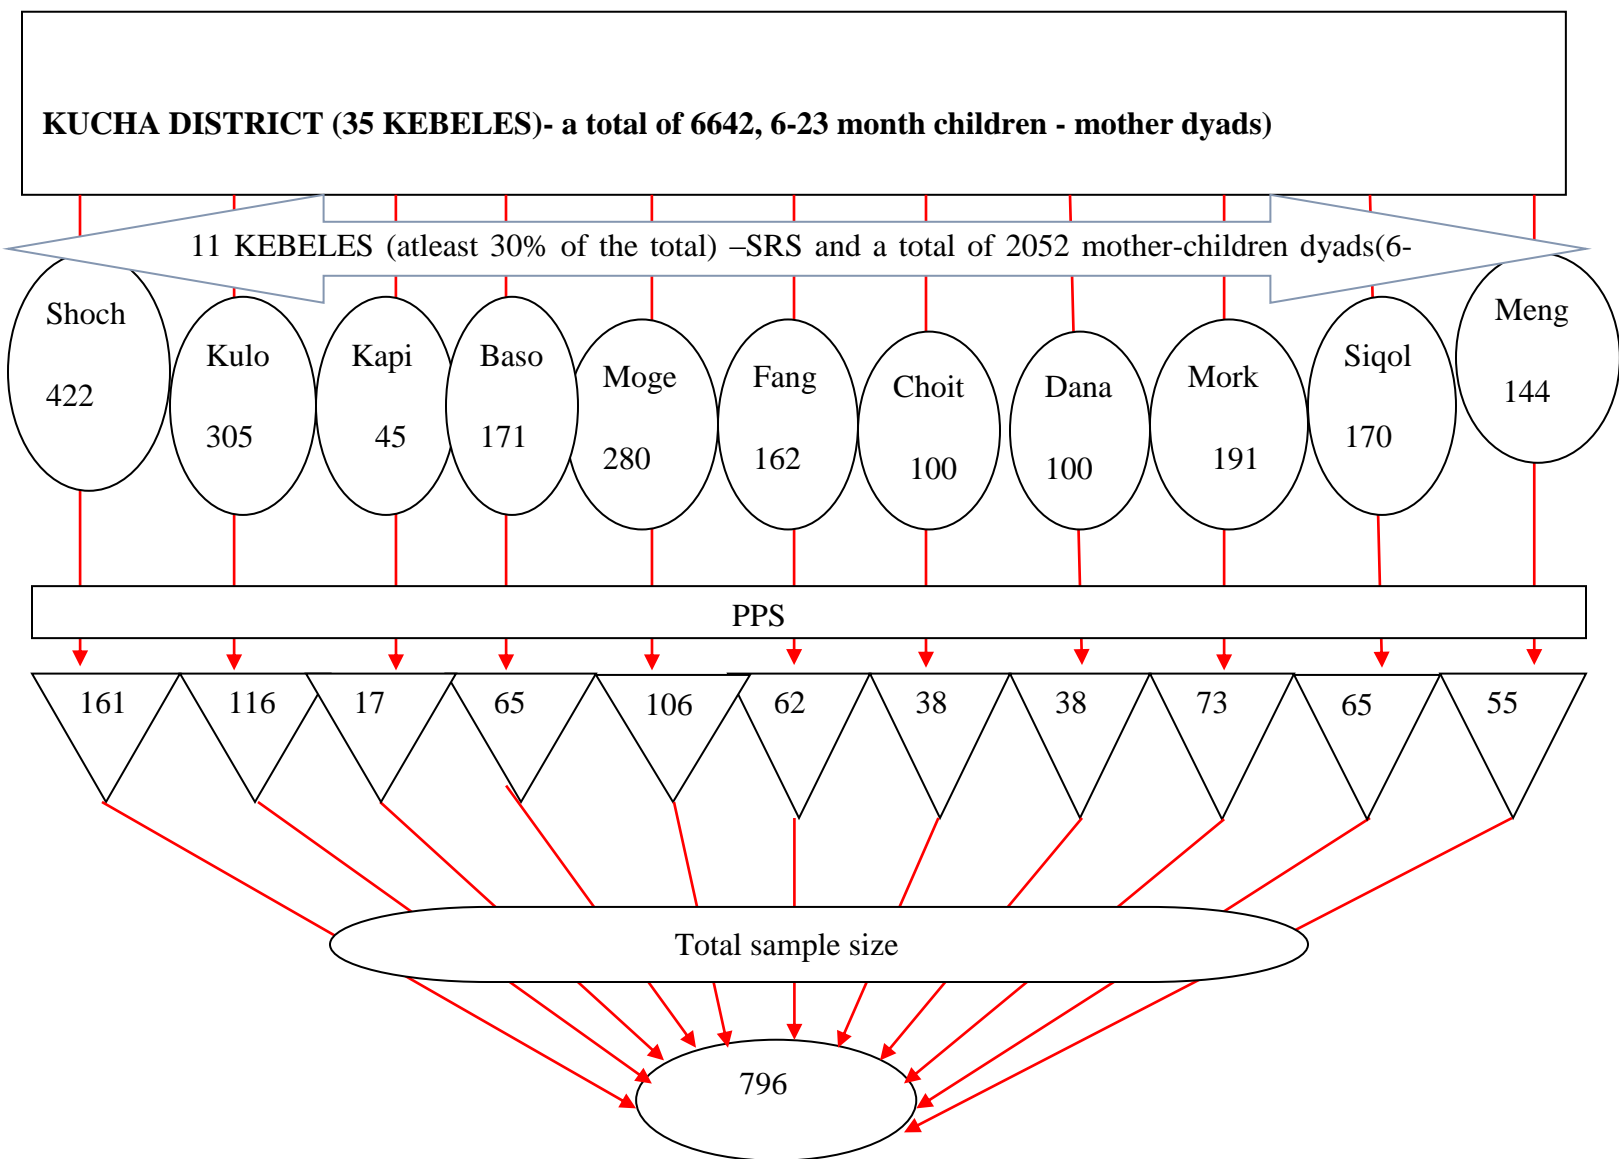 KUCHA DISTRICT (35 KEBELES)- a total of 6642, 6-23 month children - mother dyads)
11 KEBELES (atleast 30% of the total) –SRS and a total of 2052 mother-children dyads(6-
Shoch
422
Kulo
305
Kapi
45
Baso
171
Moge
280
Fang
162
Choit
100
Dana
100
Mork
191
Siqol
170
Meng
144
PPS
161
116
17
65
106
62
38
38
73
65
55
Total sample size
796